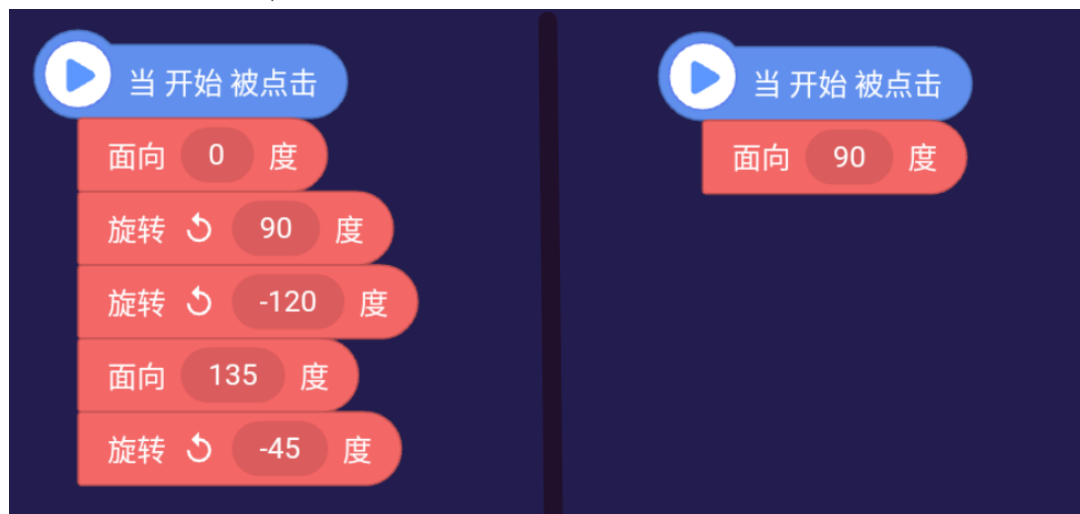 当 开始 被点击
面向 0 度
旋转 90 度
旋转 -120 度
面向 135 度
旋转 -45 度
当 开始 被点击
面向 90 度